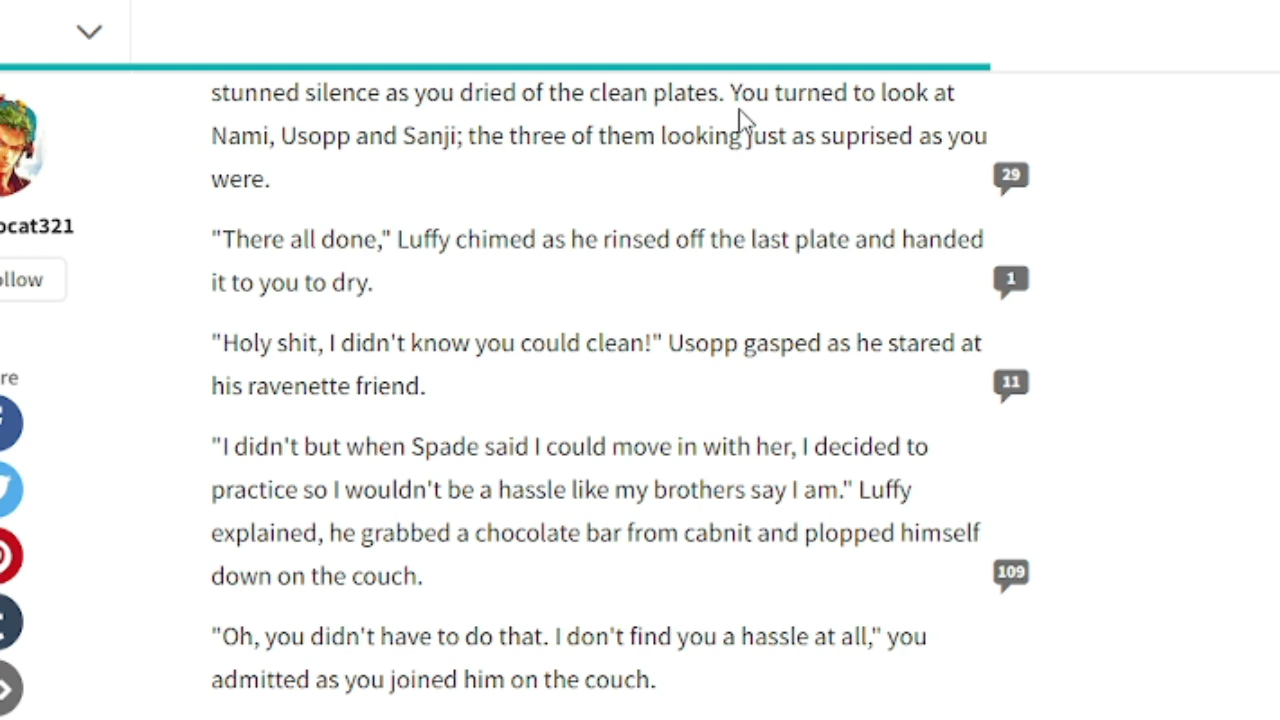 stunned silence as you dried of the clean plates. You turned to look at
Nami, Usopp and Sanji; the three of them looking just as suprised as you
were.
29
ocat321
"There all done," Luffy chimed as he rinsed off the last plate and handed
ollow
it to you to dry.
1
"Holy shit, I didn't know you could clean!" Usopp gasped as he stared at
re
his ravenette friend.
11
"I didn't but when Spade said I could move in with her, I decided to
practice so I wouldn't be a hassle like my brothers say I am." Luffy
explained, he grabbed a chocolate bar from cabnit and plopped himself
down on the couch.
109
"Oh, you didn't have to do that. I don't find you a hassle at all," you
admitted as you joined him on the couch.